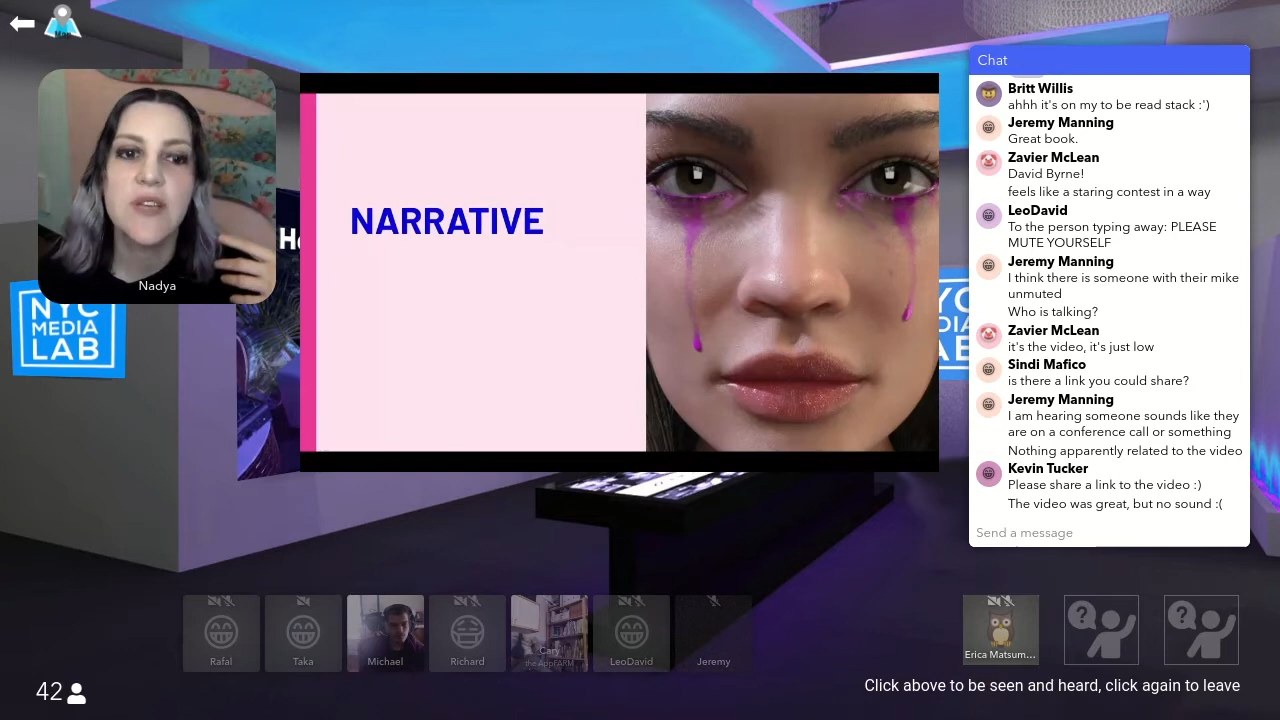 Map
Nadya
NYC
MEDIA
LAB
NARRATIVE
Chat
Britt Willis
ahhh it's on my to be read stack :')
Jeremy Manning
Great book.
Zavier McLean
David Byrne!
feels like a staring contest in a way
LeoDavid
To the person typing away: PLEASE
MUTE YOURSELF
Jeremy Manning
I think there is someone with their mike
unmuted
Who is talking?
Zavier McLean
it's the video, it's just low
Sindi Mafico
is there a link you could share?
Jeremy Manning
I am hearing someone sounds like they
are on a conference call or something
Nothing apparently related to the video
Kevin Tucker
Please share a link to the video :)
The video was great, but no sound :(
Send a message
Rafal
Taka
Michael
Richard
Cary
the AppFARM
LeoDavid
Jeremy
Erica Matsum...
42
Click above to be seen and heard, click again to leave